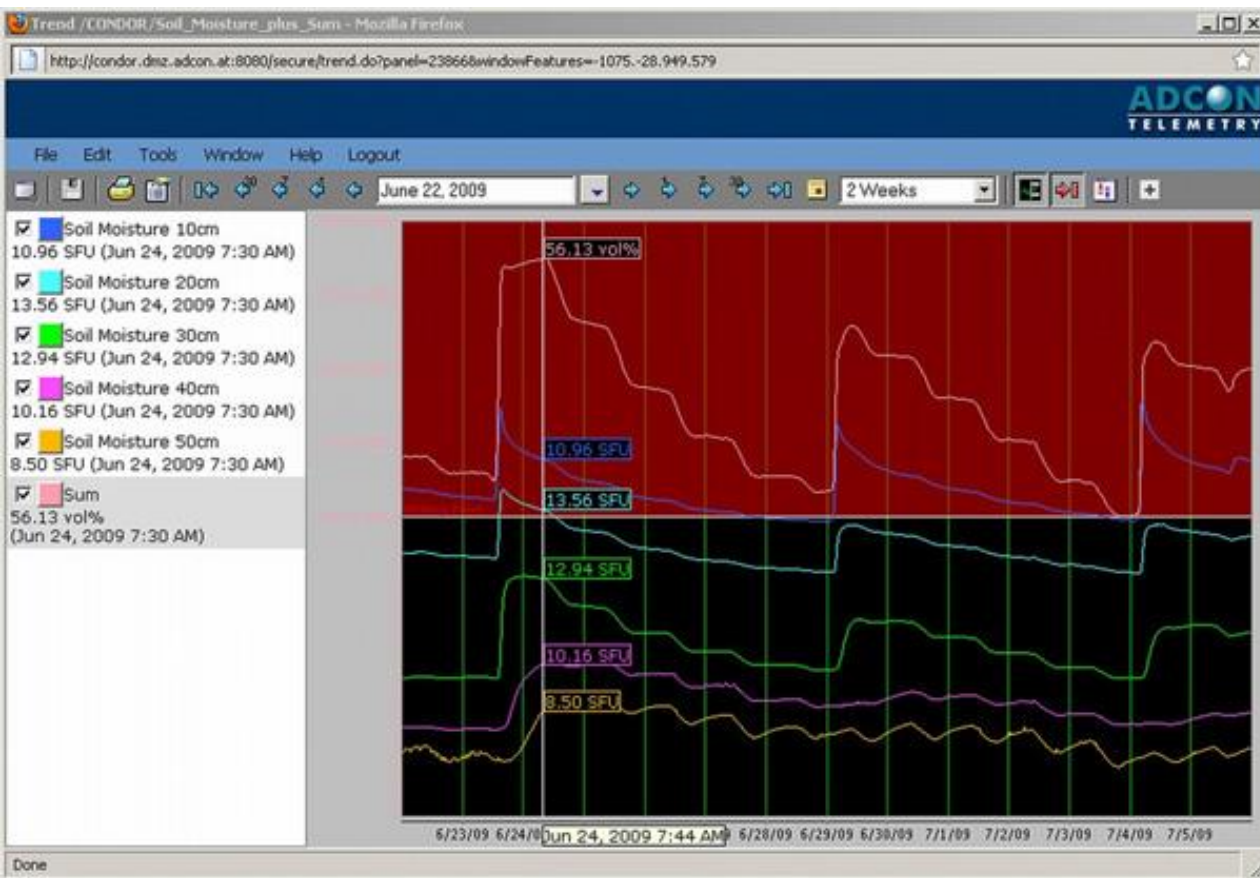 Trend /CONDOR/Soil_Moisture_plus_Sum - Mozilla Firefox
http://condor.dmz.adcon.at:8080/secure/trend.do?panel=23866&windowFeatures=-1075.-28.949.579
ADCON
TELEMETRY
File Edit Tools Window Help Logout
June 22, 2009 2 Weeks
Soil Moisture 10cm
10.96 SFU (Jun 24, 2009 7:30 AM)
Soil Moisture 20cm
13.56 SFU (Jun 24, 2009 7:30 AM)
Soil Moisture 30cm
12.94 SFU (Jun 24, 2009 7:30 AM)
Soil Moisture 40cm
10.16 SFU (Jun 24, 2009 7:30 AM)
Soil Moisture 50cm
8.50 SFU (Jun 24, 2009 7:30 AM)
Sum
56.13 vol%
(Jun 24, 2009 7:30 AM)
56.13 vol%
10.96 SFU
13.56 SFU
12.94 SFU
10.16 SFU
8.50 SFU
6/23/09 6/24/0 Jun 24, 2009 7:44 AM 6/28/09 6/29/09 6/30/09 7/1/09 7/2/09 7/3/09 7/4/09 7/5/09
Done